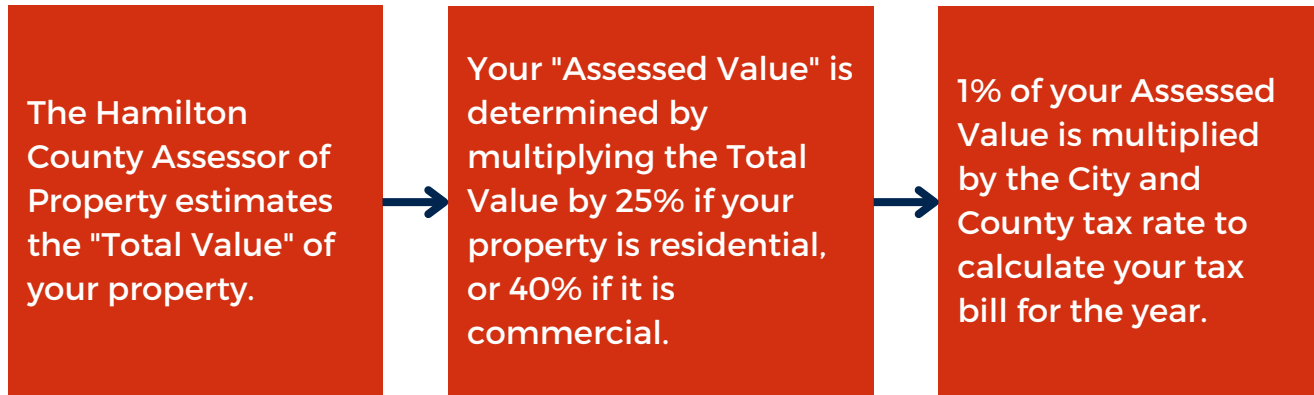 The Hamilton
County Assessor of
Property estimates
the "Total Value" of
your property.
Your "Assessed Value" is
determined by
multiplying the Total
Value by 25% if your
property is residential,
or 40% if it is
commercial.
1% of your Assessed
Value is multiplied
by the City and
County tax rate to
calculate your tax
bill for the year.